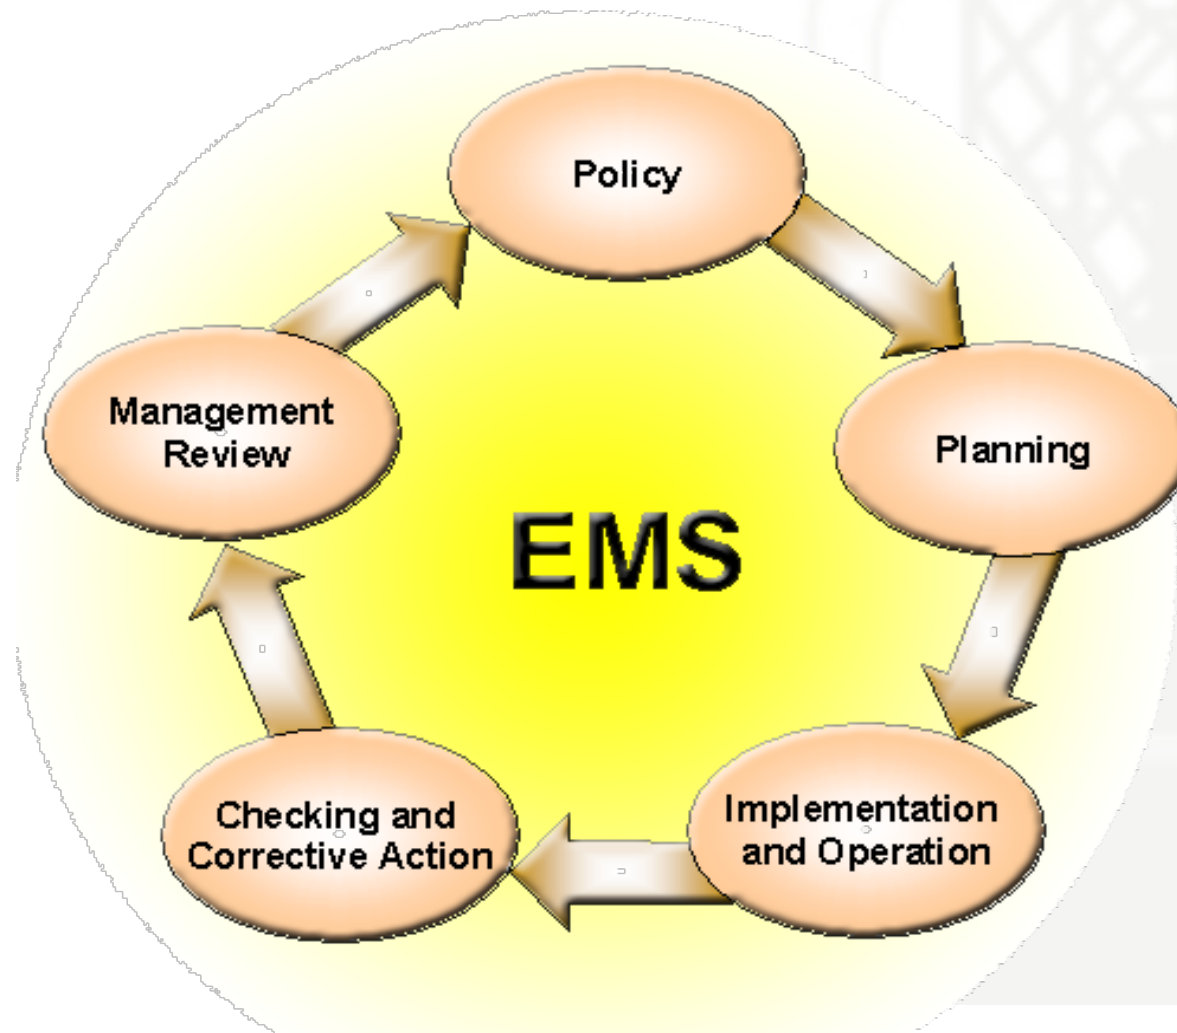 Policy
Planning
Implementation
and Operation
Checking and
Corrective Action
Management
Review
EMS